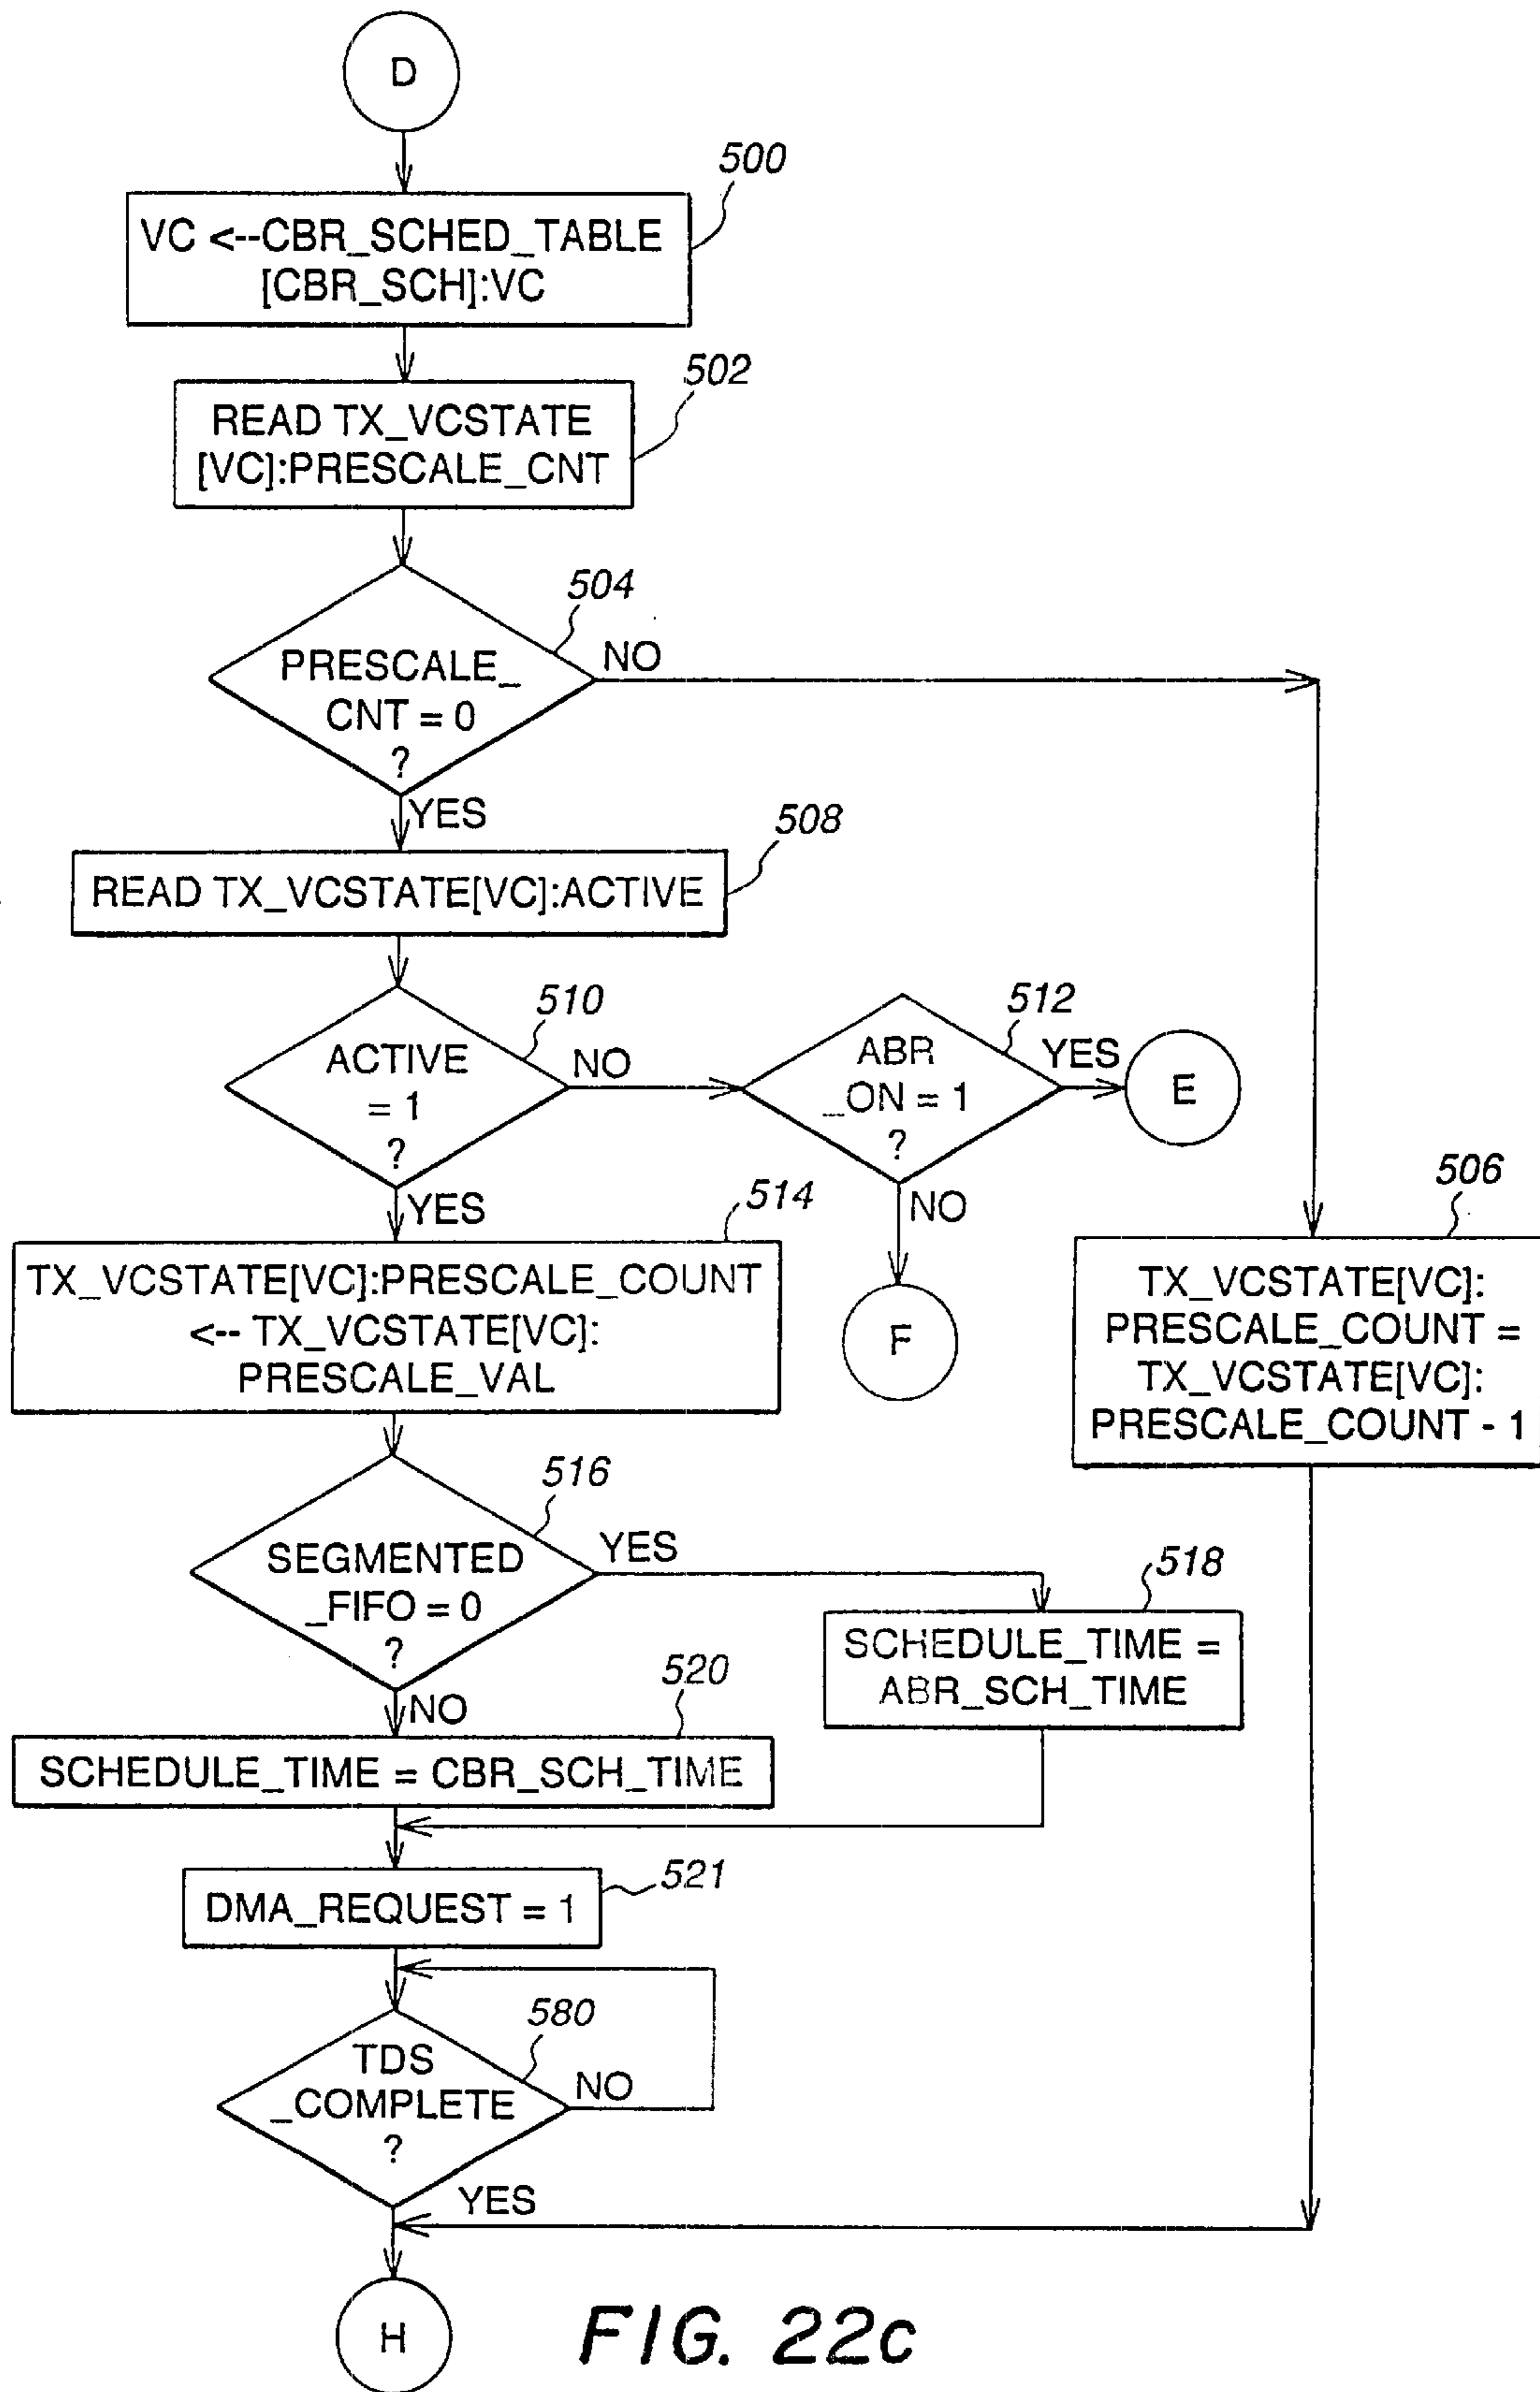 D
500
VC <--CBR_SCHED_TABLE
[CBR_SCH]:VC
502
READ TX_VCSTATE
[VC]:PRESCALE_CNT
504
PRESCALE_
CNT = 0
?
NO
YES
508
READ TX_VCSTATE[VC]:ACTIVE
510
ACTIVE
= 1
?
NO
512
ABR
_ON = 1
?
YES
E
NO
F
YES
514
TX_VCSTATE[VC]:PRESCALE_COUNT
<-- TX_VCSTATE[VC]:
PRESCALE_VAL
506
TX_VCSTATE[VC]:
PRESCALE_COUNT =
TX_VCSTATE[VC]:
PRESCALE_COUNT - 1
516
SEGMENTED
_FIFO = 0
?
YES
518
SCHEDULE_TIME =
ABR_SCH_TIME
NO
520
SCHEDULE_TIME = CBR_SCH_TIME
521
DMA_REQUEST = 1
580
TDS
_COMPLETE
?
NO
YES
H
FIG. 22c